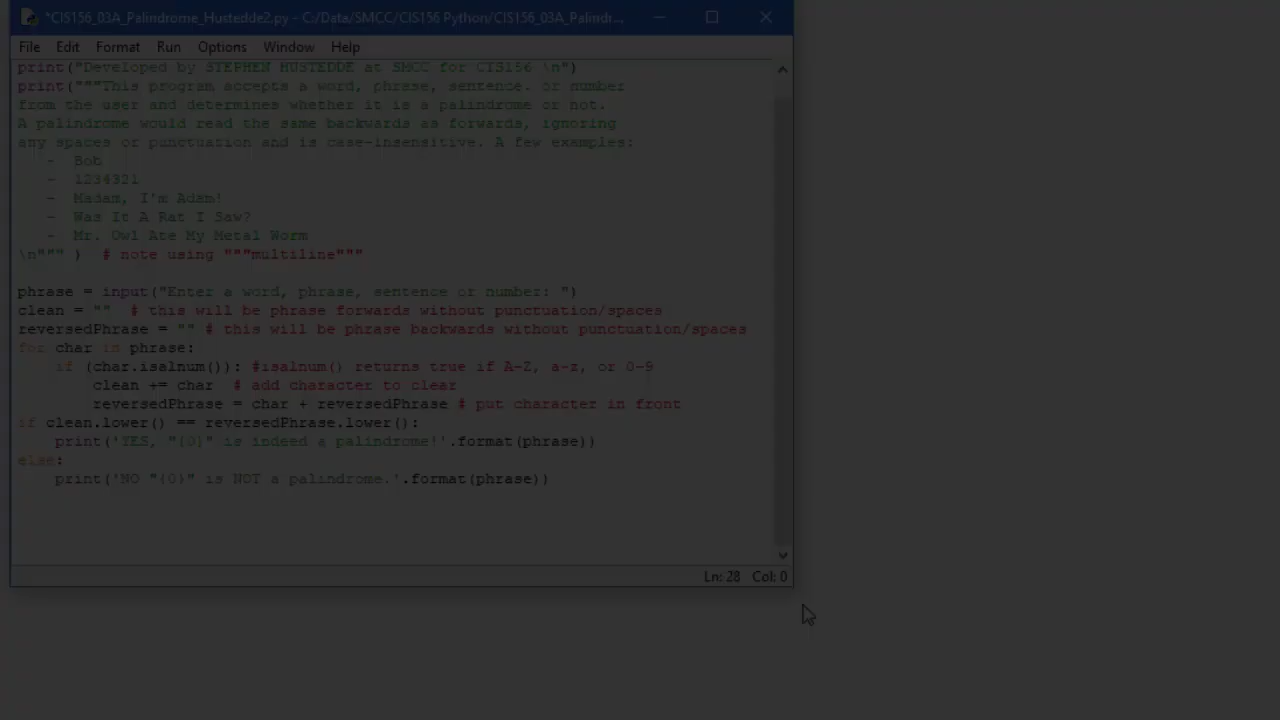 *CIS156_03A_Palindrome_Hustedde2.py - C:/Data/SMCC/CIS156 Python/CIS156_03A_Palindr...
File Edit Format Run Options Window Help
print("Developed by STEPHEN HUSTEDDE at SMCC for CIS156 \n")
print("""This program accepts a word, phrase, sentence. or number
from the user and determines whether it is a palindrome or not.
A palindrome would read the same backwards as forwards, ignoring
any spaces or punctuation and is case-insensitive. A few examples:
- Bob
- 1234321
- Madam, I'm Adam!
- Was It A Rat I Saw?
- Mr. Owl Ate My Metal Worm
\n""" ) # note using """multiline"""
phrase = input("Enter a word, phrase, sentence or number: ")
clean = "" # this will be phrase forwards without punctuation/spaces
reversedPhrase = "" # this will be phrase backwards without punctuation/spaces
for char in phrase:
if (char.isalnum()): #isalnum() returns true if A-Z, a-z, or 0-9
clean += char # add character to clear
reversedPhrase = char + reversedPhrase # put character in front
if clean.lower() == reversedPhrase.lower():
print('YES, "{0}" is indeed a palindrome!'.format(phrase))
else:
print('NO "{0}" is NOT a palindrome.'.format(phrase))
Ln: 28 Col: 0